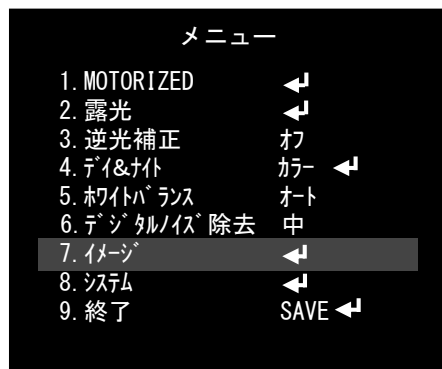 メニュー
1. MOTORIZED ↵
2. 露光 ↵
3. 逆光補正 オフ
4. ﾃﾞｲ&ﾅｲﾄ ｶﾗｰ ↵
5. ﾎﾜｲﾄﾊﾞﾗﾝｽ ｵｰﾄ
6. ﾃﾞｼﾞﾀﾙﾉｲｽﾞ除去 中
7. ｲﾒｰｼﾞ ↵
8. ｼｽﾃﾑ ↵
9. 終了 SAVE ↵